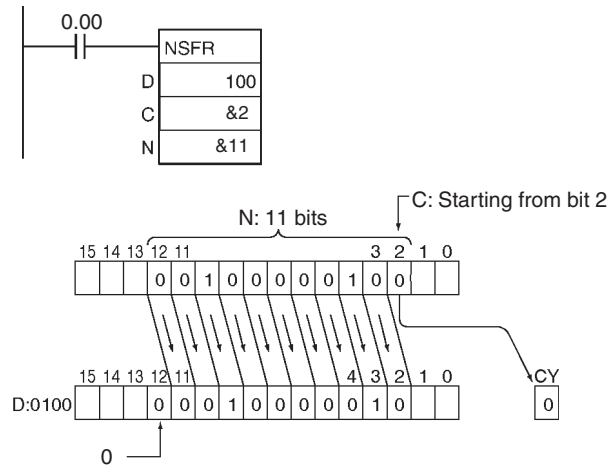 0.00
NSFR
D 100
C &2
N &11
C: Starting from bit 2
N: 11 bits
15 14 13 12 11 3 2 1 0
0 0 1 0 0 0 0 0 1 0 0
15 14 13 12 11 4 3 2 1 0 CY
D:0100 0 0 0 1 0 0 0 0 0 1 0 0
0